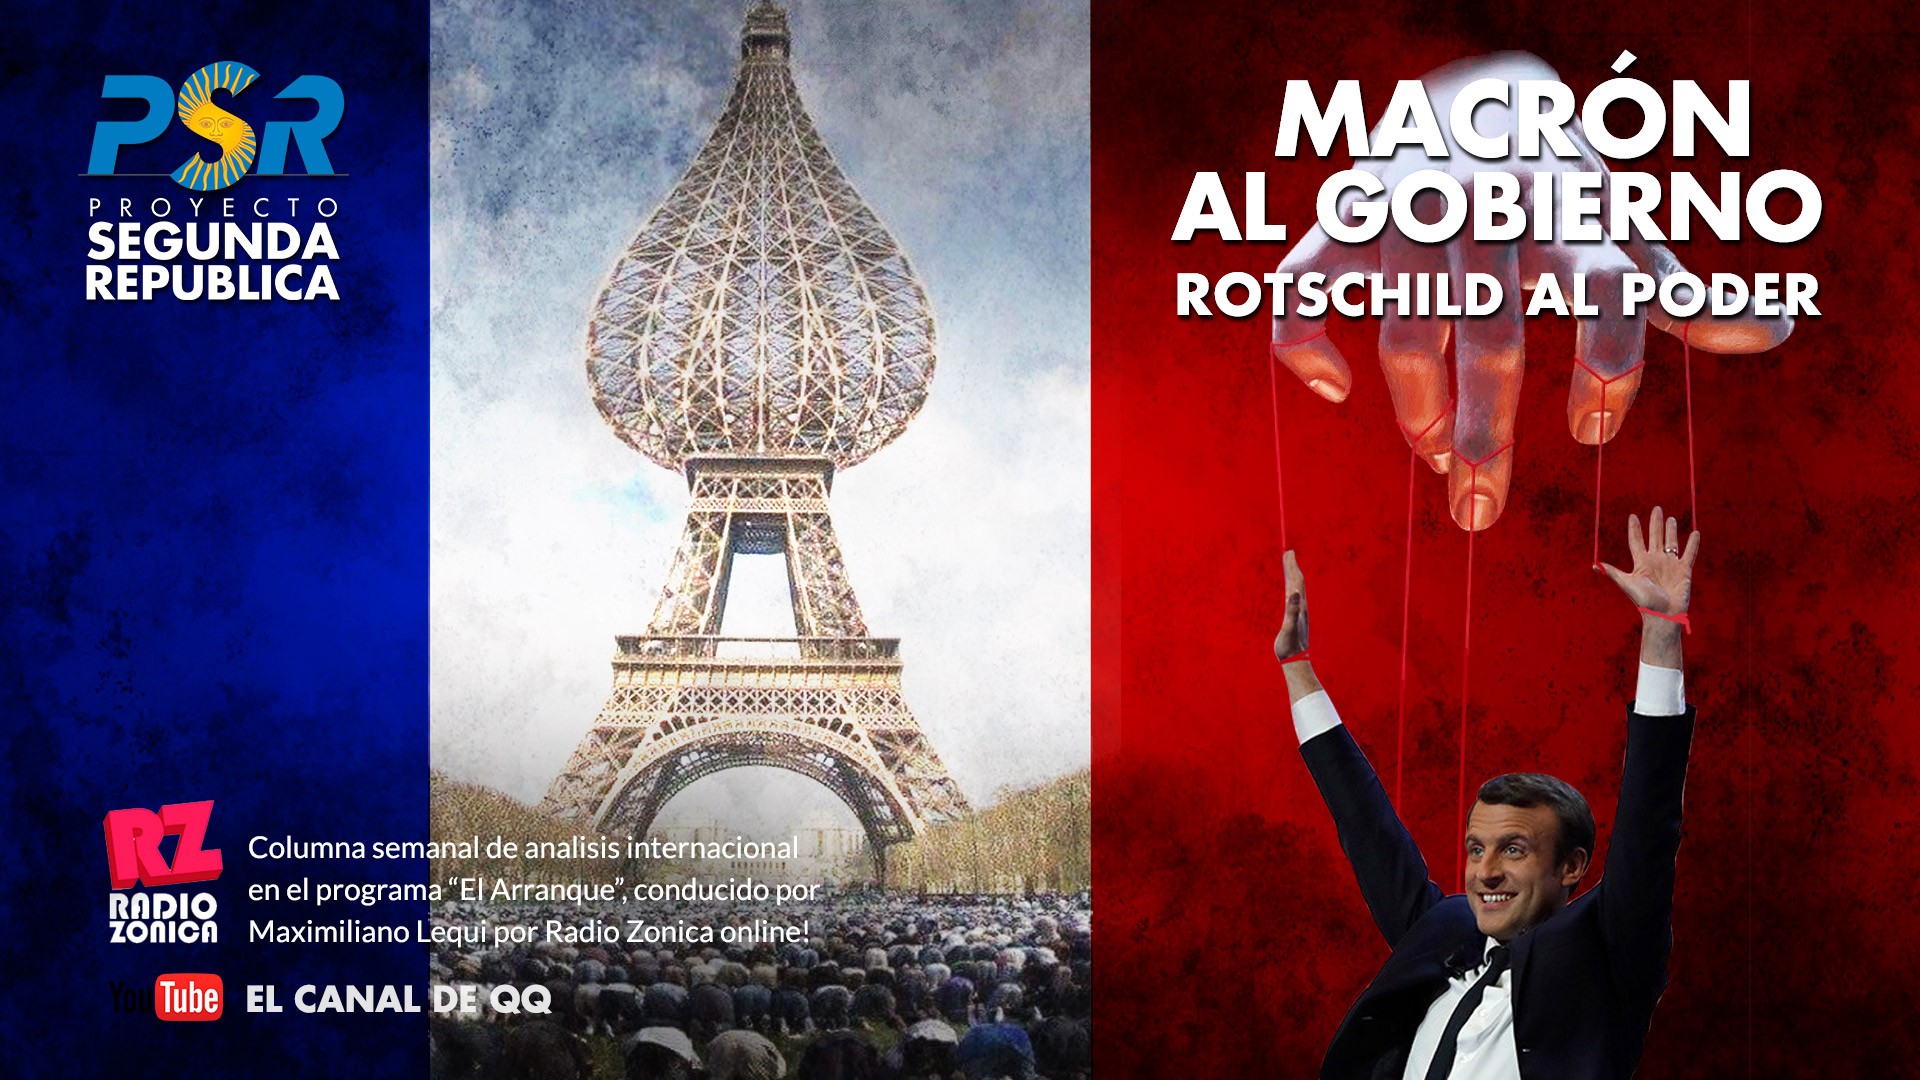 PSR
PROYECTO
SEGUNDA
REPUBLICA
MACRÓN
AL GOBIERNO
ROTSCHILD AL PODER
RZ
RADIO
ZONICA
Columna semanal de analisis internacional
en el programa “El Arranque”, conducido por
Maximiliano Lequi por Radio Zonica online!
YouTube
EL CANAL DE QQ